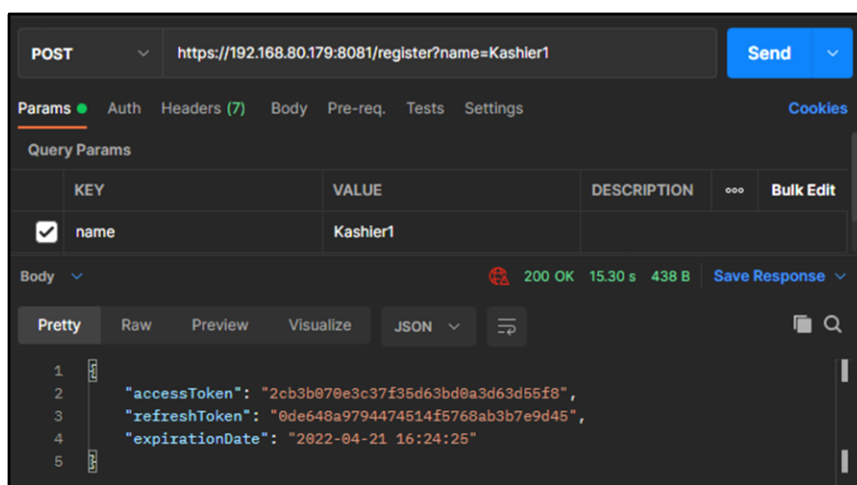 POST https://192.168.80.179:8081/register?name=Kashier1 Send
Params Auth Headers (7) Body Pre-req. Tests Settings Cookies
Query Params
KEY VALUE DESCRIPTION ooo Bulk Edit
name Kashier1
Body 200 OK 15.30 s 438 B Save Response
Pretty Raw Preview Visualize JSON
1 {
2 "accessToken": "2cb3b070e3c37f35d63bd0a3d63d55f8",
3 "refreshToken": "0de648a9794474514f5768ab3b7e9d45",
4 "expirationDate": "2022-04-21 16:24:25"
5 }